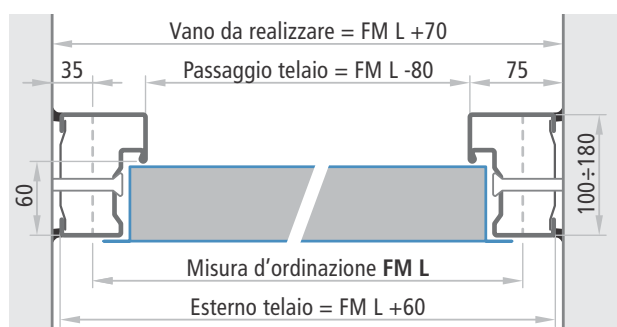 Vano da realizzare = FM L +70
35
Passaggio telaio = FM L -80
75
60
100÷180
Misura d'ordinazione FM L
Esterno telaio = FM L +60